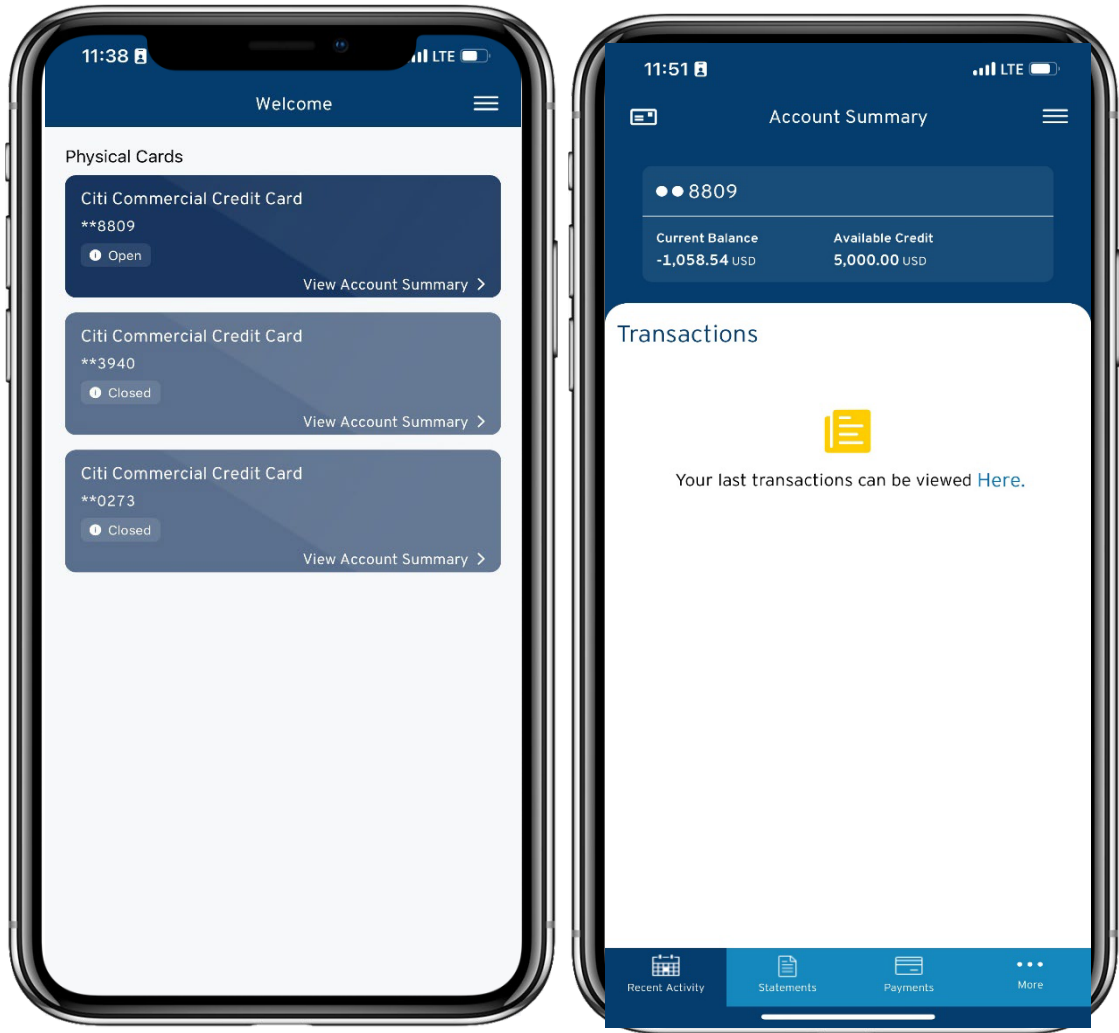 11:38
LTE
Welcome
Physical Cards
Citi Commercial Credit Card
**8809
Open
View Account Summary >
Citi Commercial Credit Card
**3940
Closed
View Account Summary >
Citi Commercial Credit Card
**0273
Closed
View Account Summary >
11:51
LTE
Account Summary
●●8809
Current Balance Available Credit
-1,058.54 USD 5,000.00 USD
Transactions
Your last transactions can be viewed Here.
Recent Activity Statements Payments More